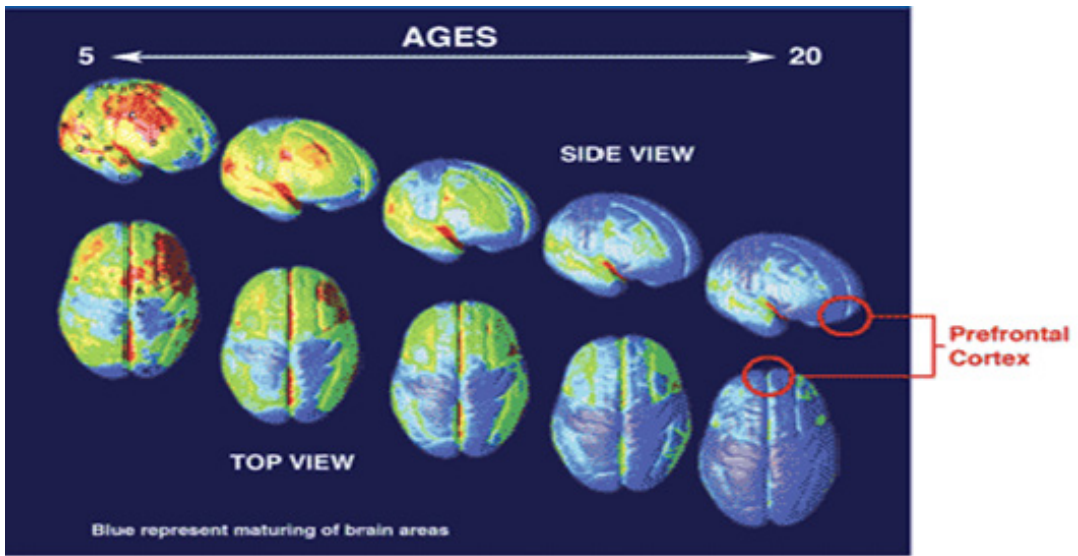 AGES
5
20
SIDE VIEW
Prefrontal
Cortex
TOP VIEW
Blue represent maturing of brain areas